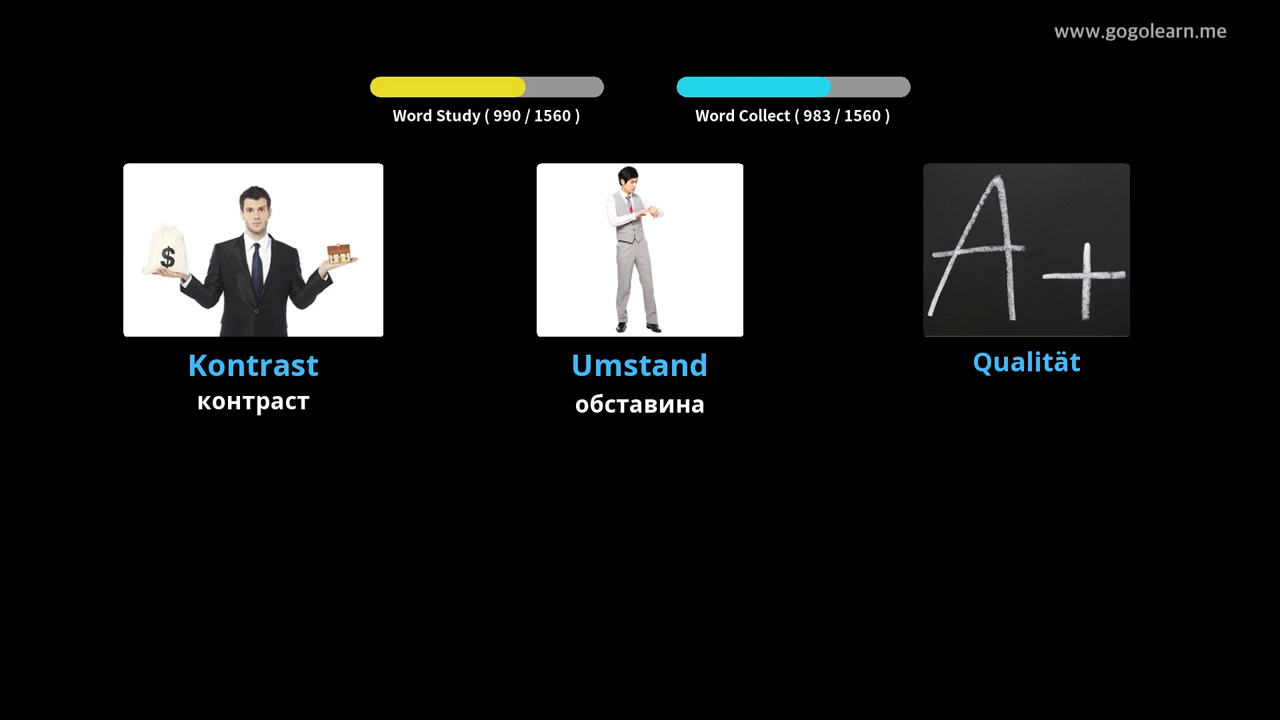 www.gogolearn.me
Word Study ( 990 / 1560 )
Word Collect ( 983 / 1560 )
$
A+
Kontrast
контраст
Umstand
обставина
Qualität